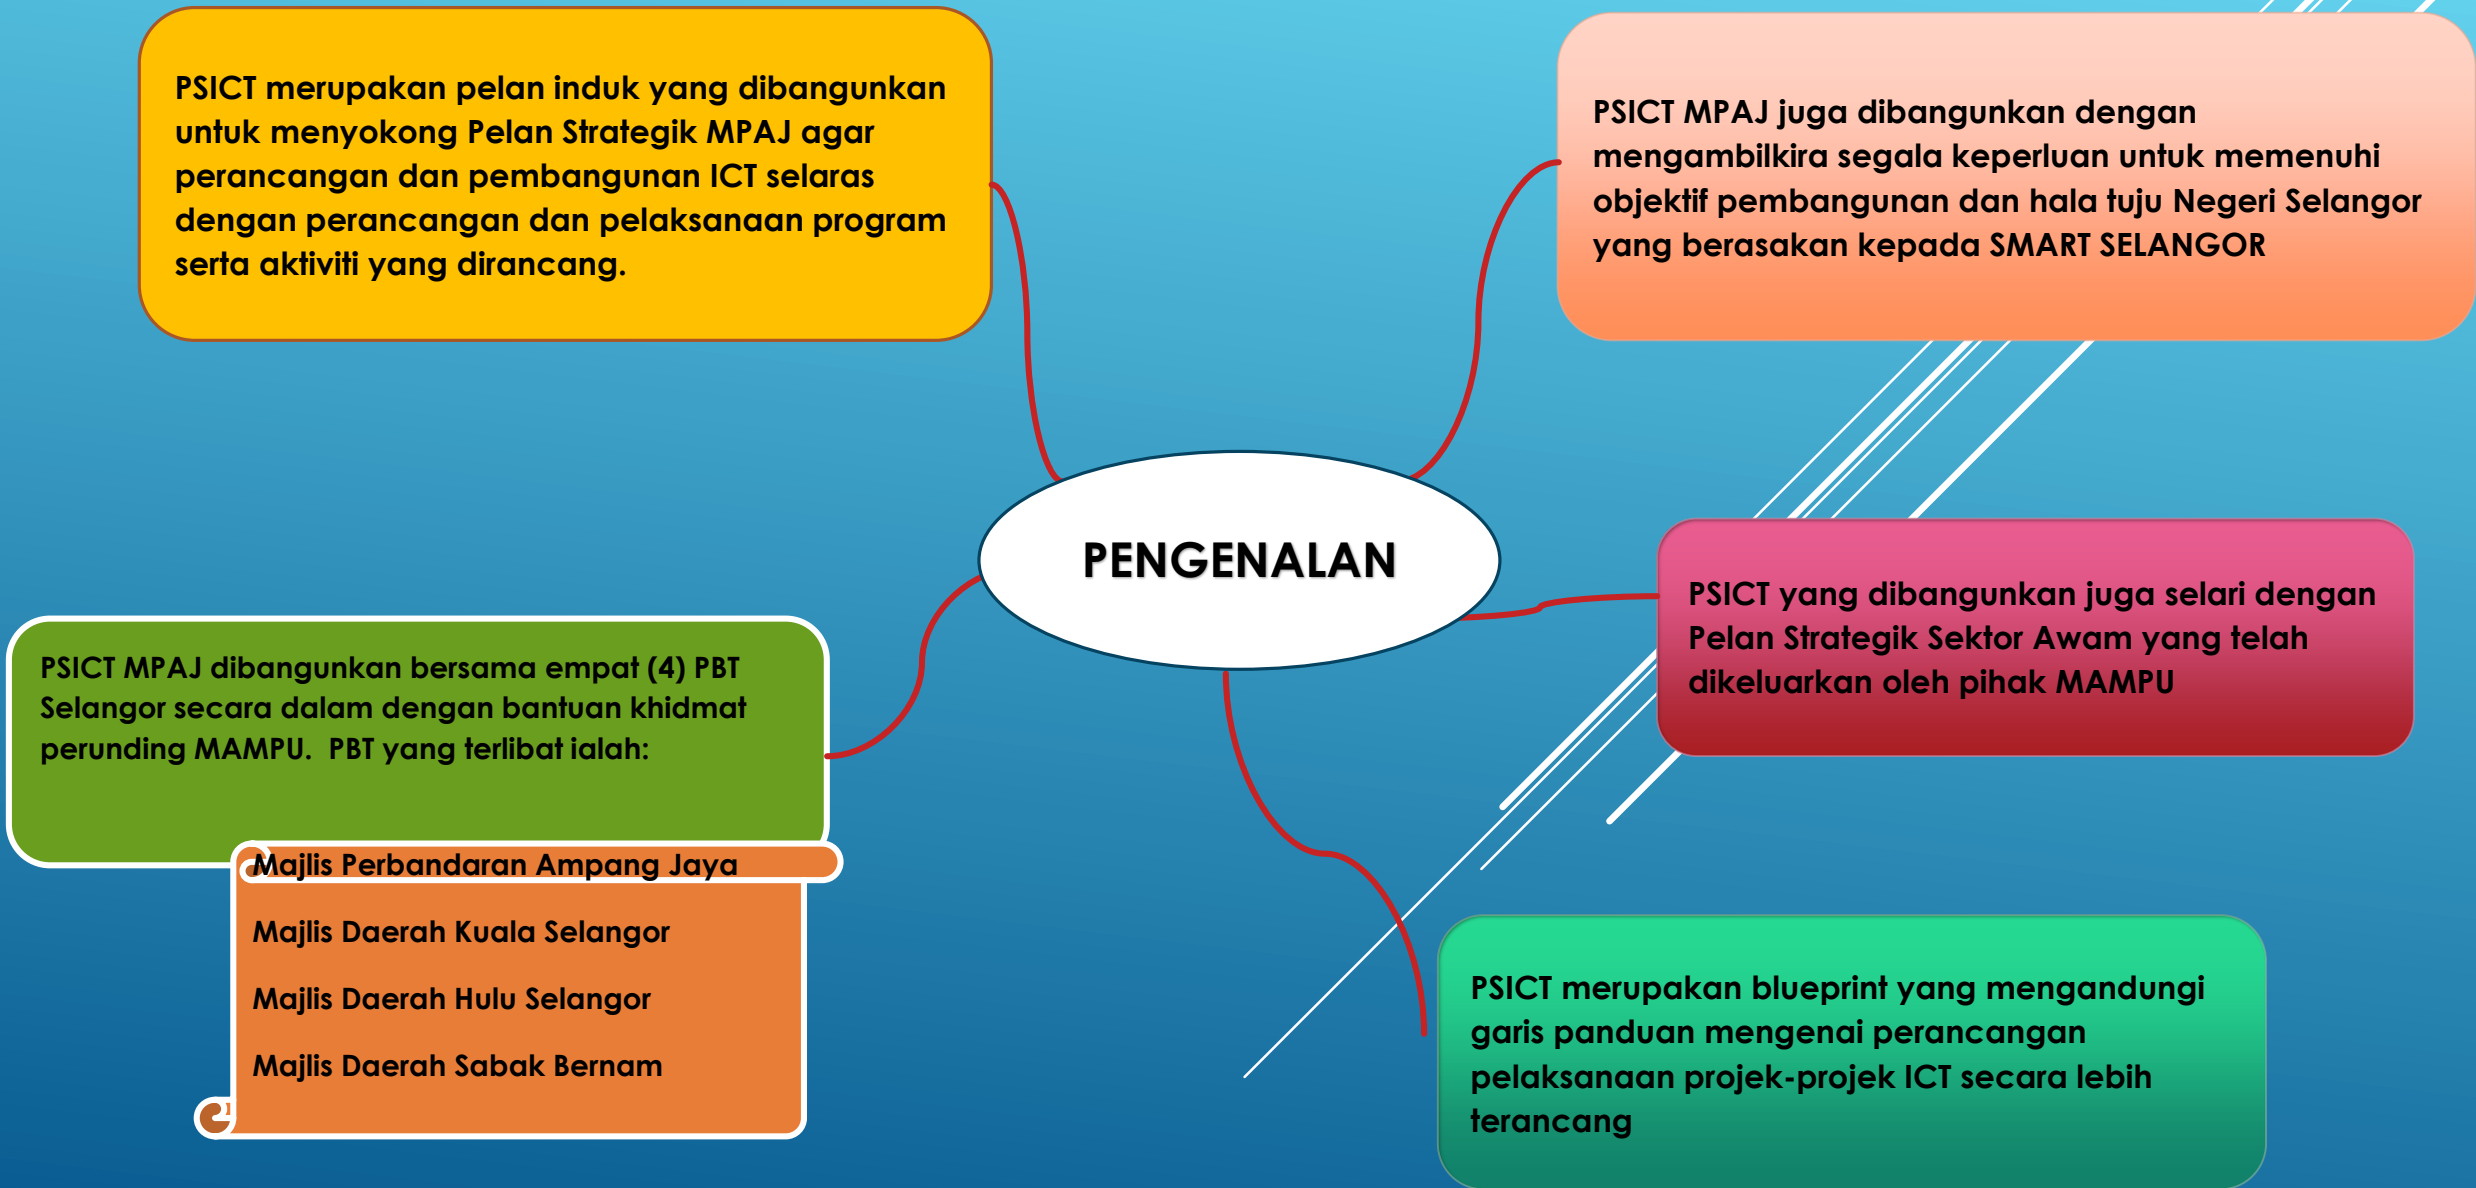 PSICT merupakan pelan induk yang dibangunkan
untuk menyokong Pelan Strategik MPAJ agar
perancangan dan pembangunan ICT selaras
dengan perancangan dan pelaksanaan program
serta aktiviti yang dirancang.
PSICT MPAJ juga dibangunkan dengan
mengambilkira segala keperluan untuk memenuhi
objektif pembangunan dan hala tuju Negeri Selangor
yang berasakan kepada SMART SELANGOR
PENGENALAN
PSICT yang dibangunkan juga selari dengan
Pelan Strategik Sektor Awam yang telah
dikeluarkan oleh pihak MAMPU
PSICT MPAJ dibangunkan bersama empat (4) PBT
Selangor secara dalam dengan bantuan khidmat
perunding MAMPU. PBT yang terlibat ialah:
Majlis Perbandaran Ampang Jaya
Majlis Daerah Kuala Selangor
Majlis Daerah Hulu Selangor
Majlis Daerah Sabak Bernam
PSICT merupakan blueprint yang mengandungi
garis panduan mengenai perancangan
pelaksanaan projek-projek ICT secara lebih
terancang